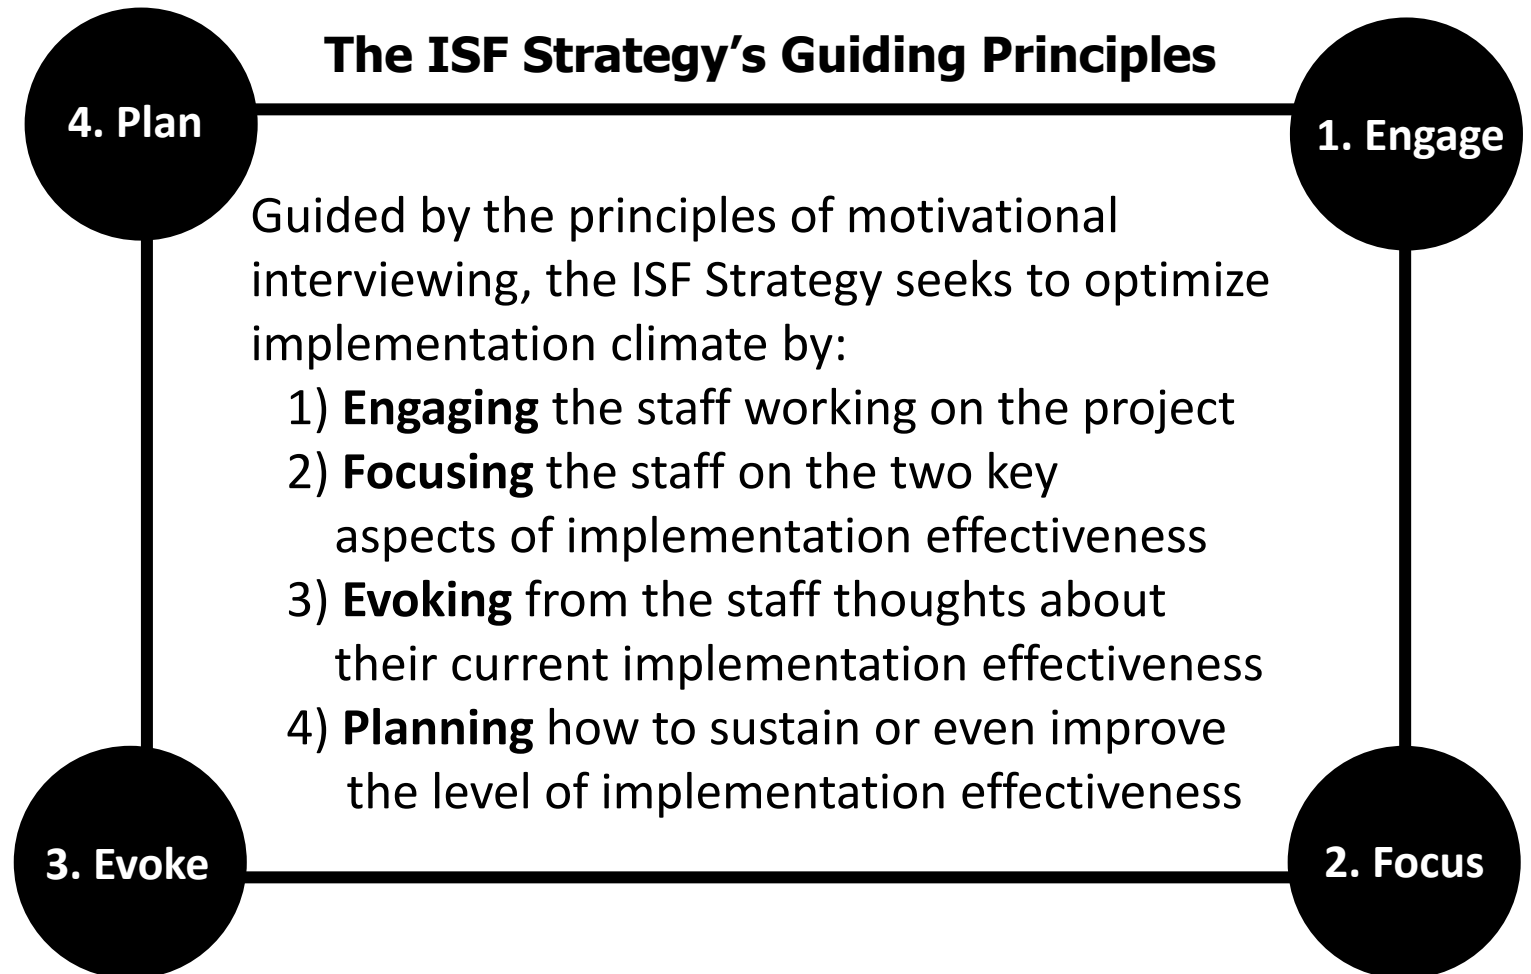 The ISF Strategy’s Guiding Principles
4. Plan
1. Engage
Guided by the principles of motivational
interviewing, the ISF Strategy seeks to optimize
implementation climate by:
1) Engaging the staff working on the project
2) Focusing the staff on the two key
aspects of implementation effectiveness
3) Evoking from the staff thoughts about
their current implementation effectiveness
4) Planning how to sustain or even improve
the level of implementation effectiveness
3. Evoke
2. Focus